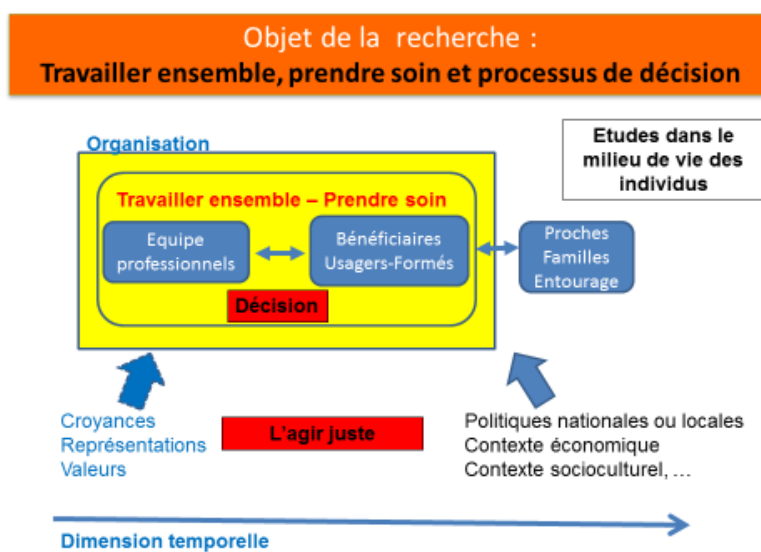 Objet de la recherche :
Travailler ensemble, prendre soin et processus de décision
Organisation
Etudes dans le
milieu de vie des
individus
Travailler ensemble – Prendre soin
Equipe
professionnels
Bénéficiaires
Usagers-Formés
Proches
Familles
Entourage
Décision
Croyances
Représentations
Valeurs
L'agir juste
Politiques nationales ou locales
Contexte économique
Contexte socioculturel, …
Dimension temporelle